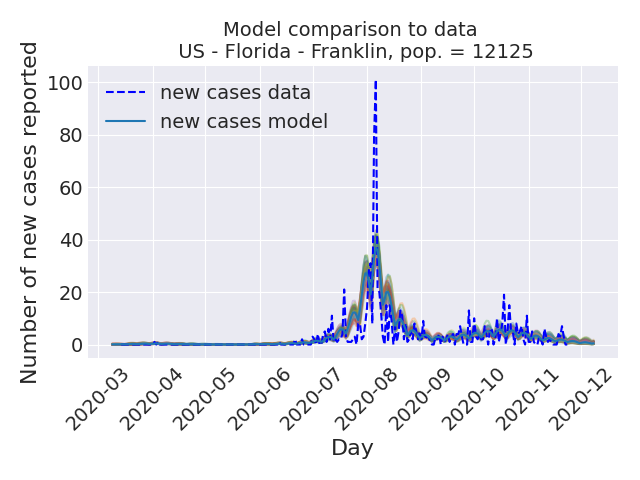 Model comparison to data
US - Florida - Franklin, pop. = 12125
Number of new cases reported
100
80
60
40
20
0
new cases data
new cases model
2020-03
2020-04
2020-05
2020-06
2020-07
2020-08
2020-09
2020-10
2020-11
2020-12
Day